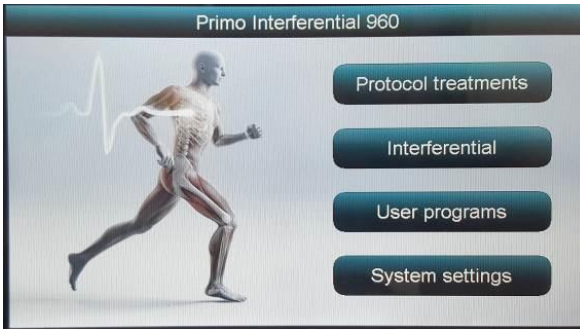 Primo Interferential 960
Protocol treatments
Interferential
User programs
System settings